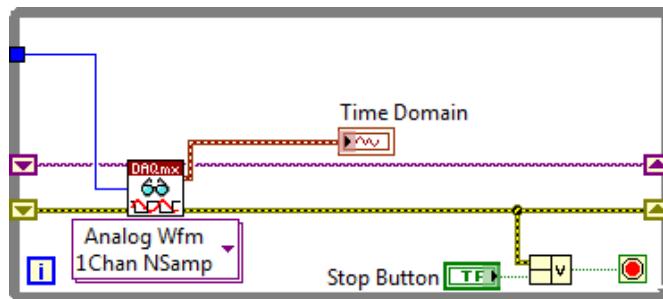 Time Domain
DAQmx
Analog Wfm
1Chan NSamp
i
Stop Button
TF
V